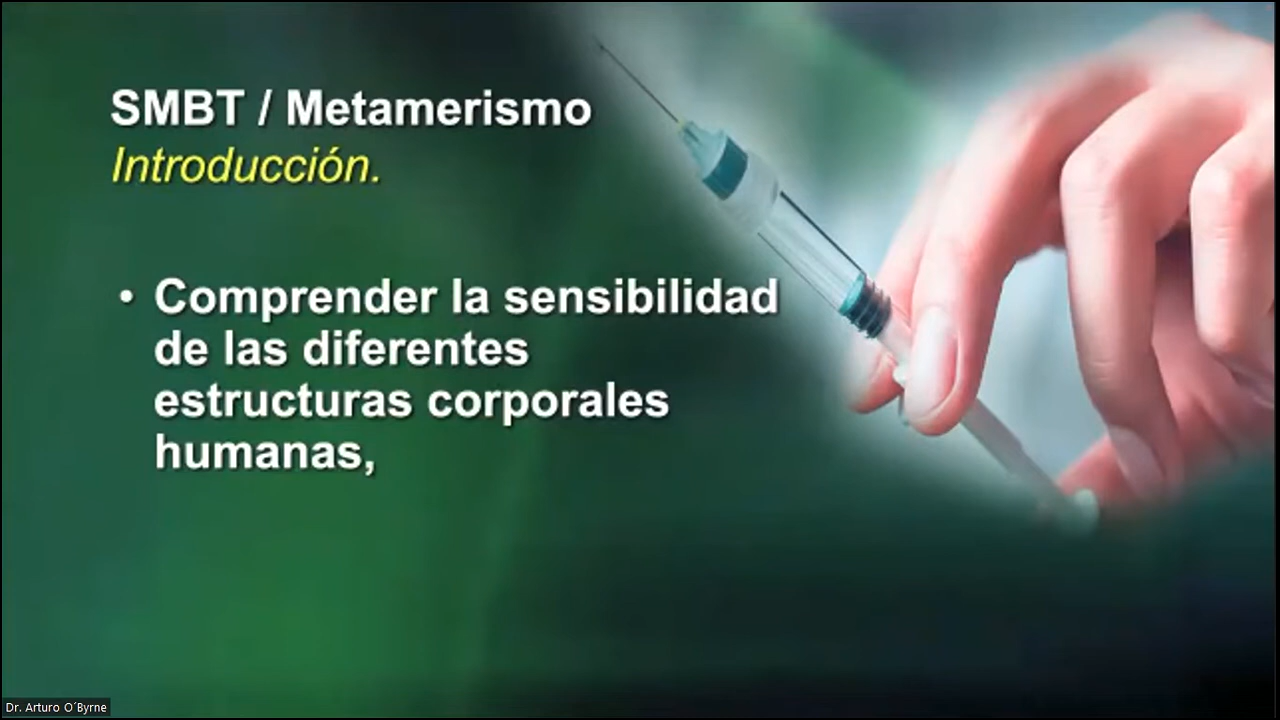 SMBT / Metamerismo
Introducción.
• Comprender la sensibilidad
de las diferentes
estructuras corporales
humanas,
Dr. Arturo O´Byrne